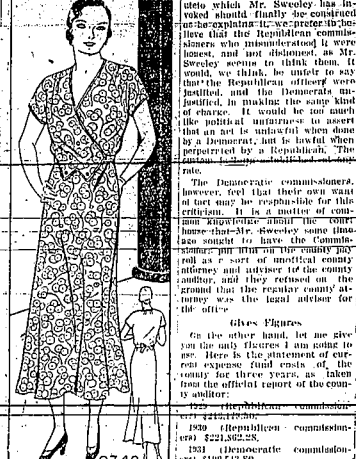 which Mr. Sweeley has in-
voked should finally be construed
as he explains it, we prefer to be-
lieve that the Republican commis-
sioners who misunderstood it were
honest, and not dishonest, as Mr.
Sweeley seems to think them. It
would, we think, be unfair to say
that the Republican officers were
justified, and the Democrats un-
justified, in making the same kind
of charge. It would be too much
like political unfairness to assert
that an act is unlawful when done
by a Democrat, but is lawful when
perpetrated by a Republican. The
rate.
The Democratic commissioners,
however, feel that their own want
of tact may be responsible for this
criticism. It is a matter of com-
mon knowledge about the court
house that Mr. Sweeley some time
ago sought to have the Commis-
sioners put him on the county pay
roll as a sort of unofficial county
attorney and adviser to the county
auditor, and they refused on the
ground that the regular county at-
torney was the legal advisor for
the office
Gives Figures
On the other hand, let me give
you the only figures I am going to
use. Here is the statement of cur-
rent expense fund costs of the
county for three years, as taken
from the official report of the coun-
ty auditor:
1929 (Republican commission-
ers)
1930 (Republican commission-
ers) $221,862.28,
1931 (Democratic commission-